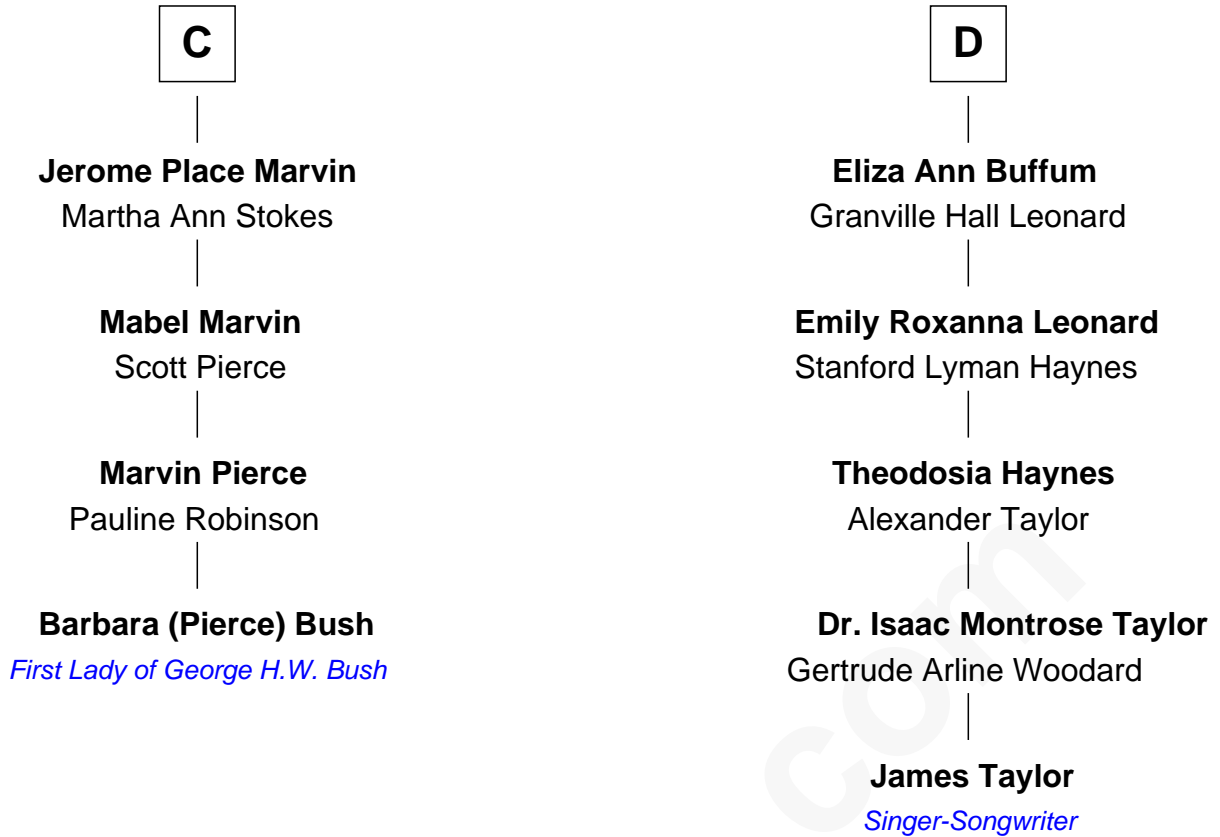 C
Jerome Place Marvin
Martha Ann Stokes
Mabel Marvin
Scott Pierce
Marvin Pierce
Pauline Robinson
Barbara (Pierce) Bush
First Lady of George H.W. Bush
D
Eliza Ann Buffum
Granville Hall Leonard
Emily Roxanna Leonard
Stanford Lyman Haynes
Theodosia Haynes
Alexander Taylor
Dr. Isaac Montrose Taylor
Gertrude Arline Woodard
James Taylor
Singer-Songwriter
com